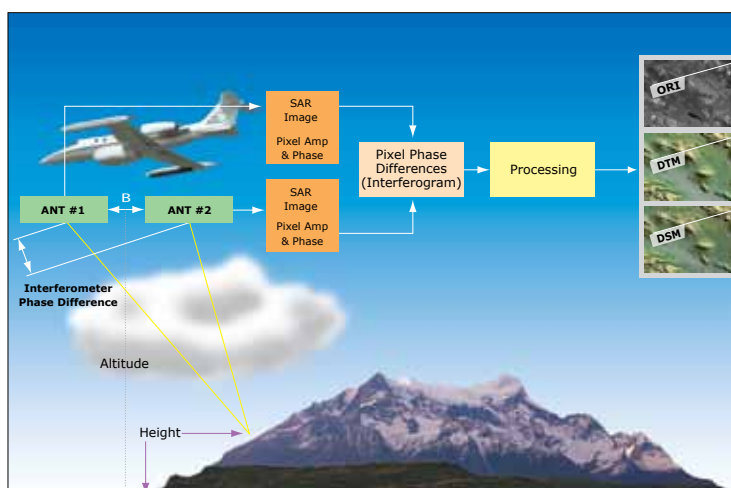 SAR
Image
Pixel Amp
& Phase
ORI
Pixel Phase
Differences
(Interferogram)
Processing
DTM
B
ANT #1
ANT #2
SAR
Image
Pixel Amp
& Phase
DSM
Interferometer
Phase Difference
Altitude
Height